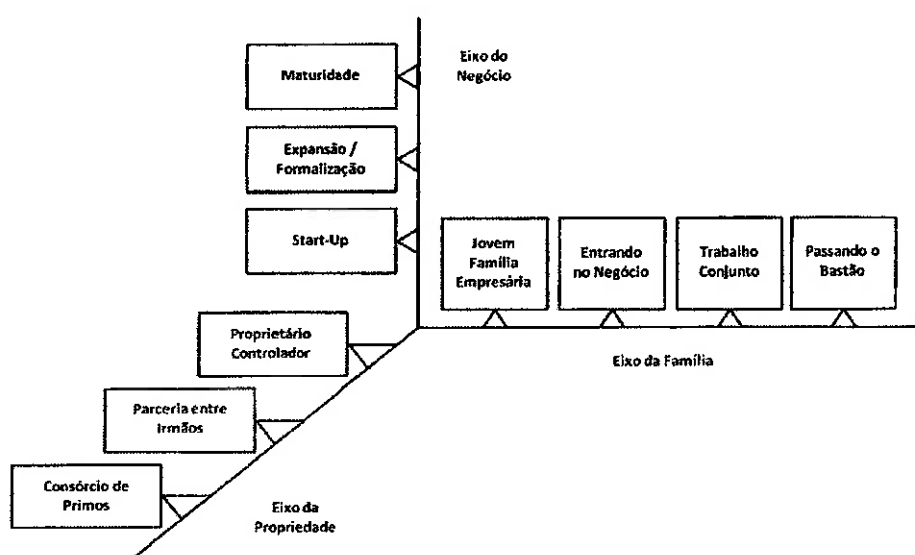 Maturidade
Eixo do
Negócio
Expansão /
Formalização
Start-Up
Jovem
Família
Empresária
Entrando
no Negócio
Trabalho
Conjunto
Passando o
Bastão
Proprietário
Controlador
Eixo da Família
Parceria entre
Irmãos
Consórcio de
Primos
Eixo da
Propriedade